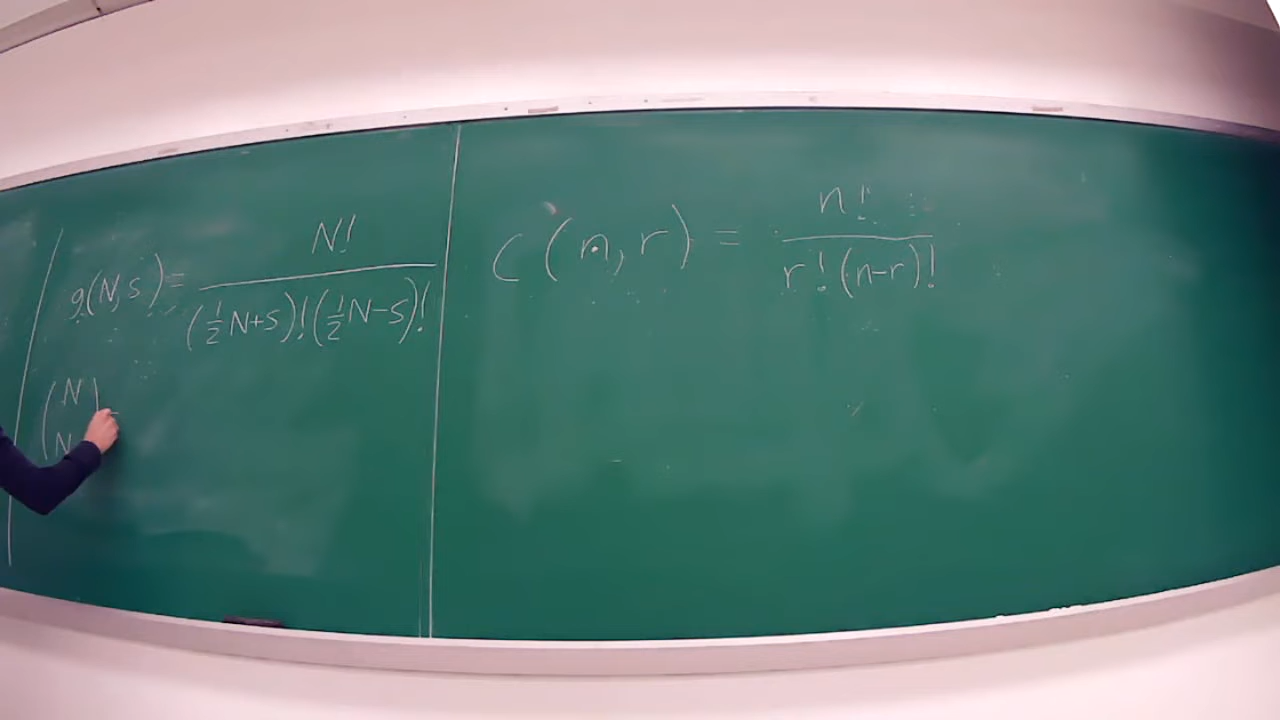 g(N,s) = N! / (½N+s)!(½N−s)!
(N
N
C(n,r) = n! / r!(n−r)!